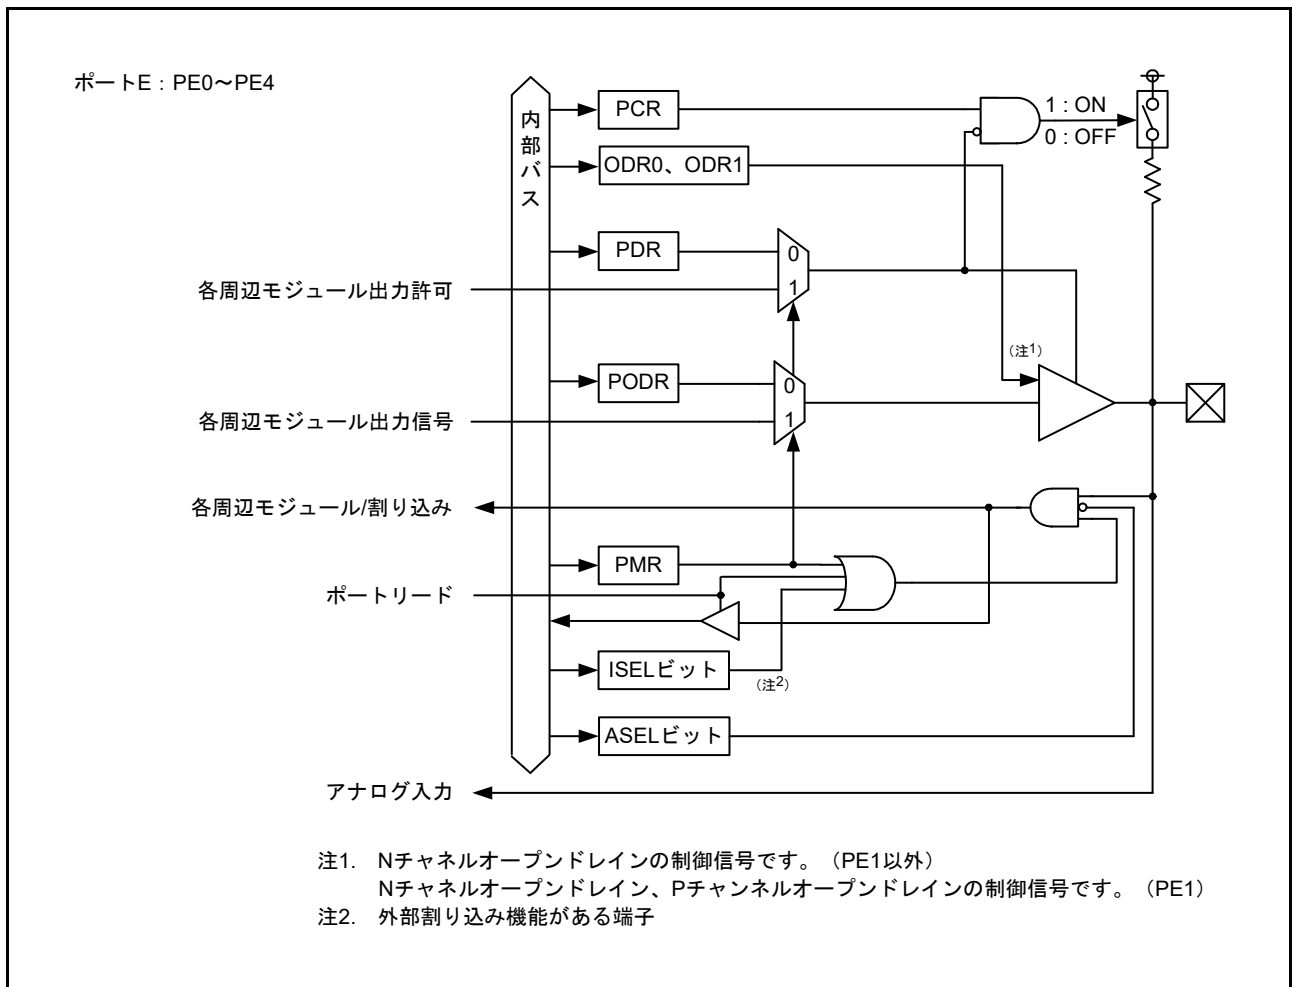 ポートE : PE0～PE4
内部バス
PCR
1 : ON
0 : OFF
ODR0、ODR1
PDR
0
1
各周辺モジュール出力許可
(注1)
PODR
0
1
各周辺モジュール出力信号
各周辺モジュール/割り込み
PMR
ポートリード
ISELビット
(注2)
ASELビット
アナログ入力
注1. Nチャネルオープンドレインの制御信号です。（PE1以外）
Nチャネルオープンドレイン、Pチャンネルオープンドレインの制御信号です。（PE1）
注2. 外部割り込み機能がある端子